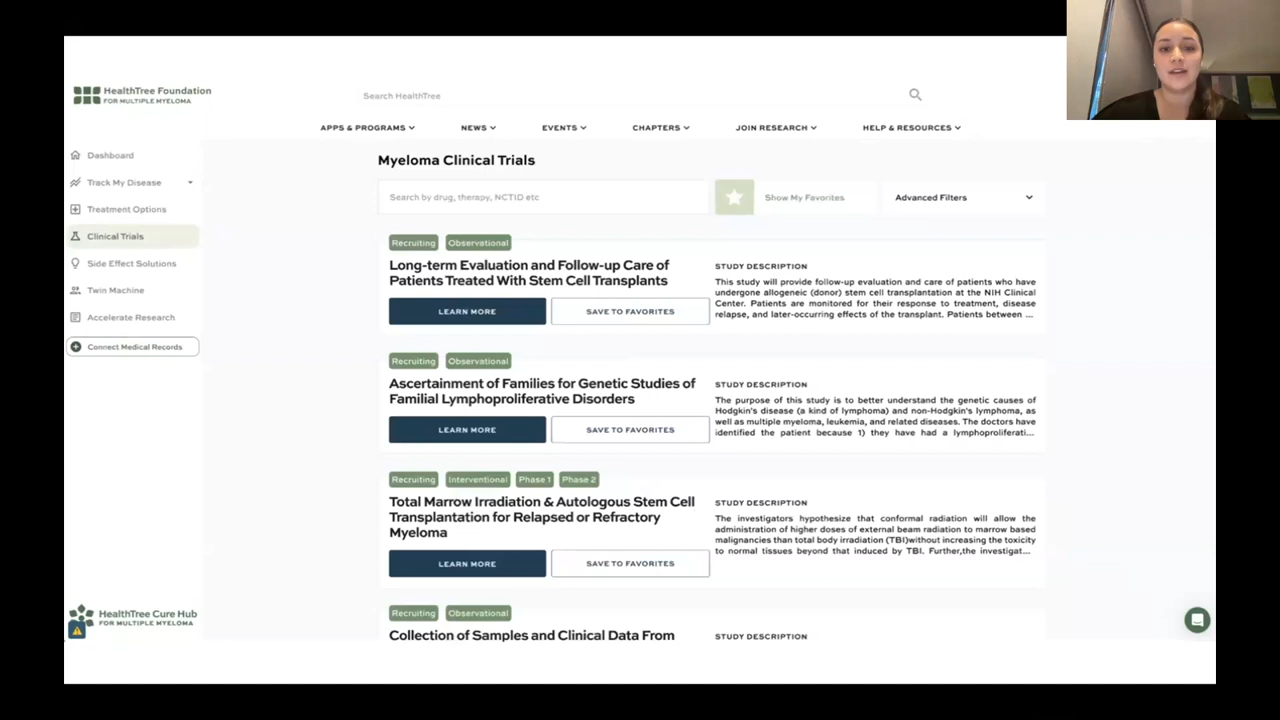 HealthTree Foundation
FOR MULTIPLE MYELOMA
Search HealthTree
APPS & PROGRAMS
NEWS
EVENTS
CHAPTERS
JOIN RESEARCH
HELP & RESOURCES
Dashboard
Track My Disease
Treatment Options
Clinical Trials
Side Effect Solutions
Twin Machine
Accelerate Research
Connect Medical Records
HealthTree Cure Hub
FOR MULTIPLE MYELOMA
Myeloma Clinical Trials
Search by drug, therapy, NCTID etc
Show My Favorites
Advanced Filters
Recruiting
Observational
Long-term Evaluation and Follow-up Care of
Patients Treated With Stem Cell Transplants
LEARN MORE
SAVE TO FAVORITES
STUDY DESCRIPTION
This study will provide follow-up evaluation and care of patients who have
undergone allogeneic (donor) stem cell transplantation at the NIH Clinical
Center. Patients are monitored for their response to treatment, disease
relapse, and later-occurring effects of the transplant. Patients between ...
Recruiting
Observational
Ascertainment of Families for Genetic Studies of
Familial Lymphoproliferative Disorders
LEARN MORE
SAVE TO FAVORITES
STUDY DESCRIPTION
The purpose of this study is to better understand the genetic causes of
Hodgkin's disease (a kind of lymphoma) and non-Hodgkin's lymphoma, as
well as multiple myeloma, leukemia, and related diseases. The doctors have
identified the patient because 1) they have had a lymphoproliferati...
Recruiting
Interventional
Phase 1
Phase 2
Total Marrow Irradiation & Autologous Stem Cell
Transplantation for Relapsed or Refractory
Myeloma
LEARN MORE
SAVE TO FAVORITES
STUDY DESCRIPTION
The investigators hypothesize that conformal radiation will allow the
administration of higher doses of external beam radiation to marrow based
malignancies than total body irradiation (TBI)without increasing the toxicity
to normal tissues beyond that induced by TBI. Further,the investigat...
Recruiting
Observational
Collection of Samples and Clinical Data From
STUDY DESCRIPTION